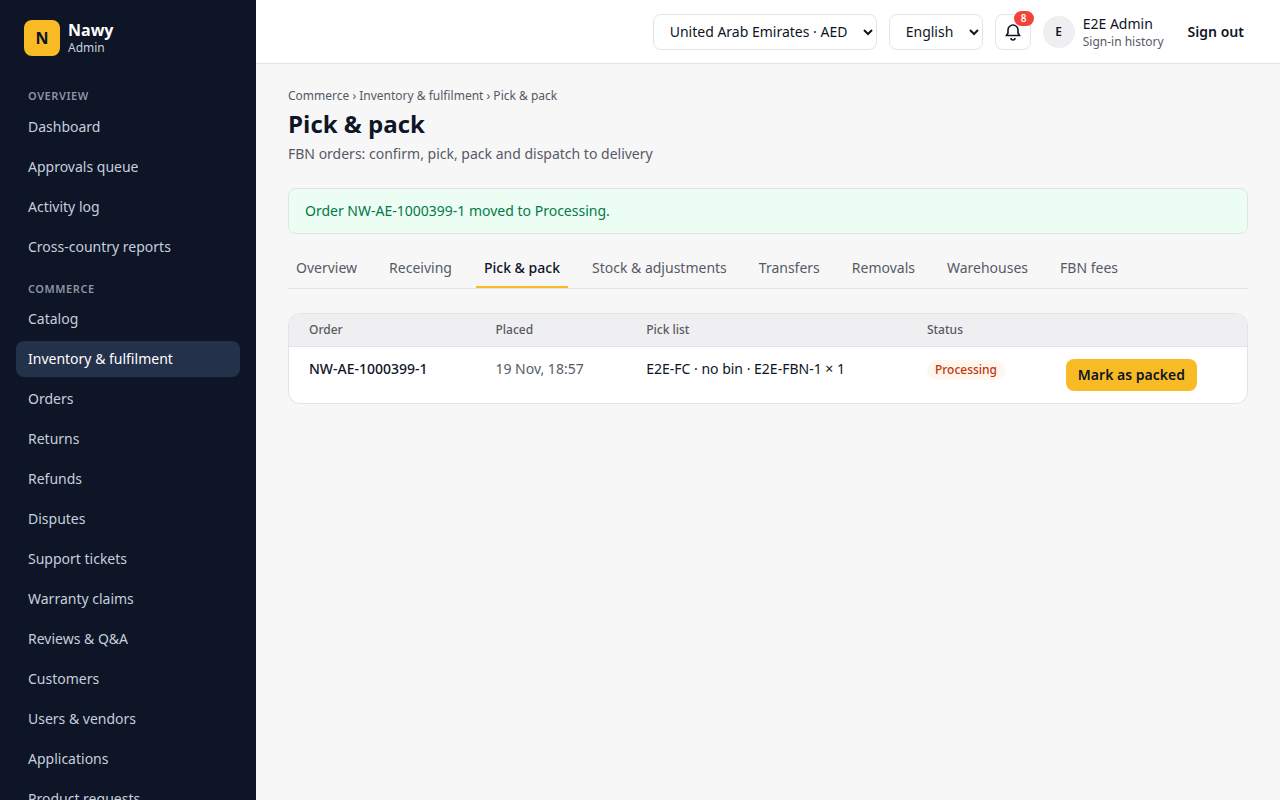 N
Nawy
Admin
United Arab Emirates · AED
English
8
E
E2E Admin
Sign-in history
Sign out
OVERVIEW
Dashboard
Approvals queue
Activity log
Cross-country reports
COMMERCE
Catalog
Inventory & fulfilment
Orders
Returns
Refunds
Disputes
Support tickets
Warranty claims
Reviews & Q&A
Customers
Users & vendors
Applications
Product requests
Commerce › Inventory & fulfilment › Pick & pack
Pick & pack
FBN orders: confirm, pick, pack and dispatch to delivery
Order NW-AE-1000399-1 moved to Processing.
Overview Receiving Pick & pack Stock & adjustments Transfers Removals Warehouses FBN fees
Order Placed Pick list Status
NW-AE-1000399-1 19 Nov, 18:57 E2E-FC · no bin · E2E-FBN-1 × 1 Processing Mark as packed